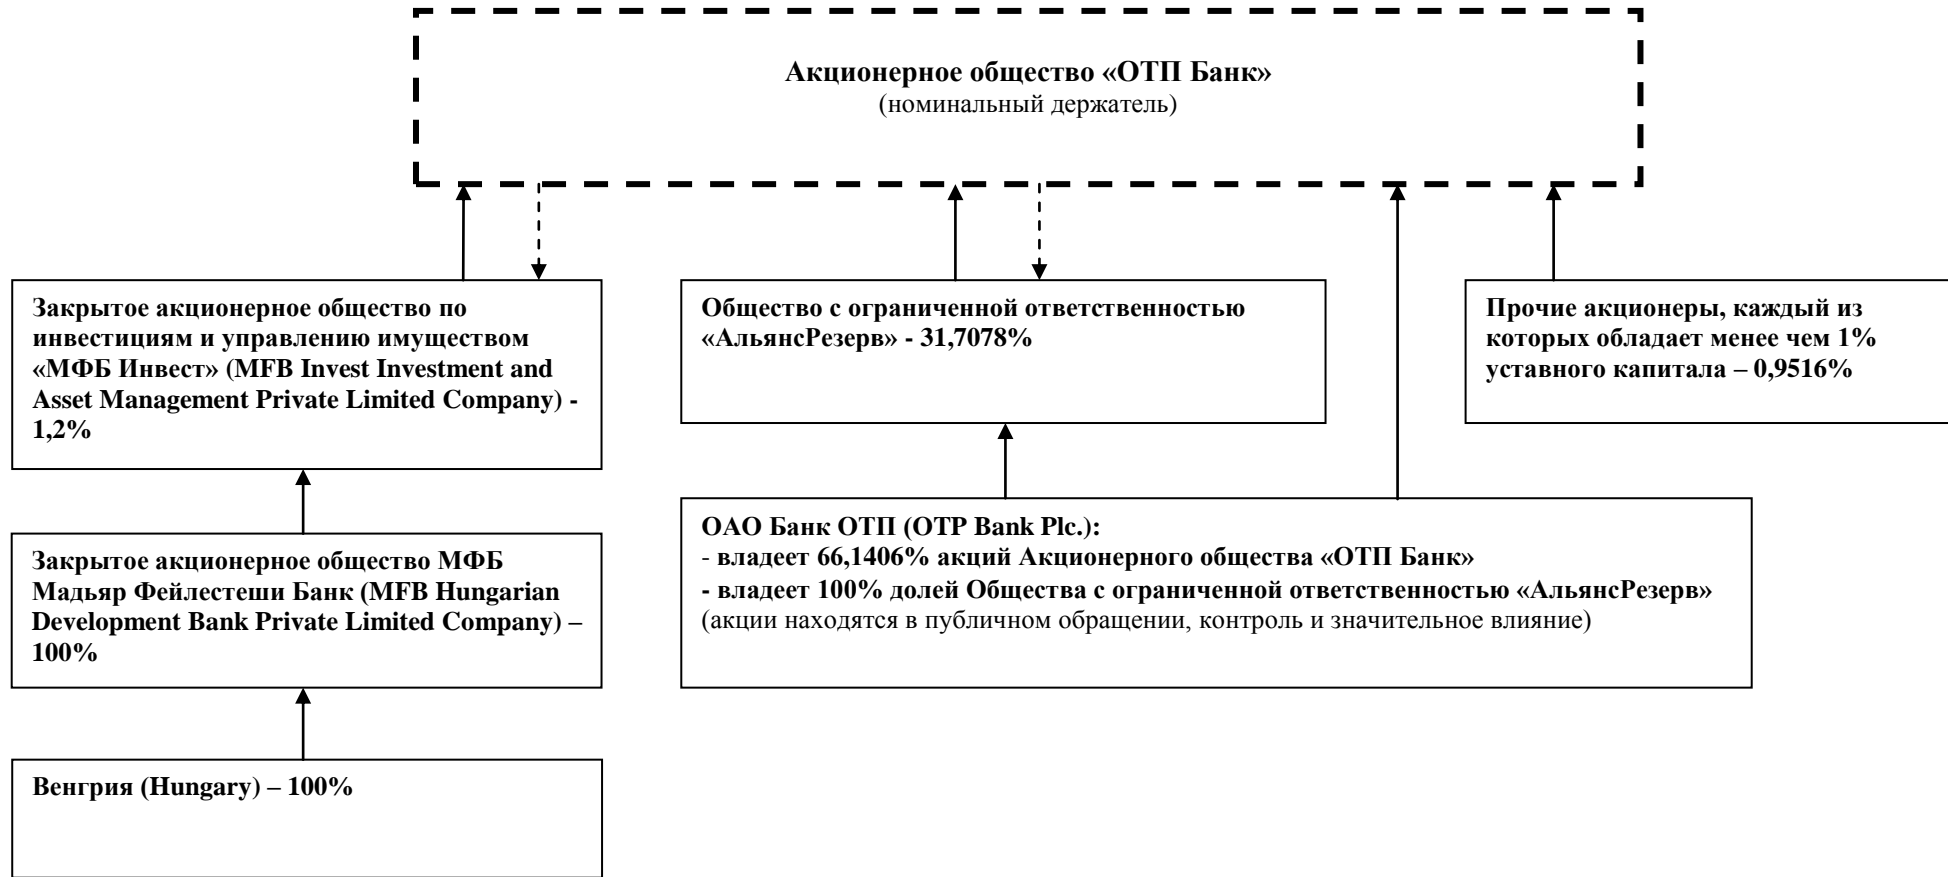 Акционерное общество «ОТП Банк»
(номинальный держатель)
Закрытое акционерное общество по
инвестициям и управлению имуществом
«МФБ Инвест» (MFB Invest Investment and
Asset Management Private Limited Company) -
1,2%
Общество с ограниченной ответственностью
«АльянсРезерв» - 31,7078%
Прочие акционеры, каждый из
которых обладает менее чем 1%
уставного капитала – 0,9516%
Закрытое акционерное общество МФБ
Мадьяр Фейлестеши Банк (MFB Hungarian
Development Bank Private Limited Company) –
100%
ОАО Банк ОТП (OTP Bank Plc.):
- владеет 66,1406% акций Акционерного общества «ОТП Банк»
- владеет 100% долей Общества с ограниченной ответственностью «АльянсРезерв»
(акции находятся в публичном обращении, контроль и значительное влияние)
Венгрия (Hungary) – 100%